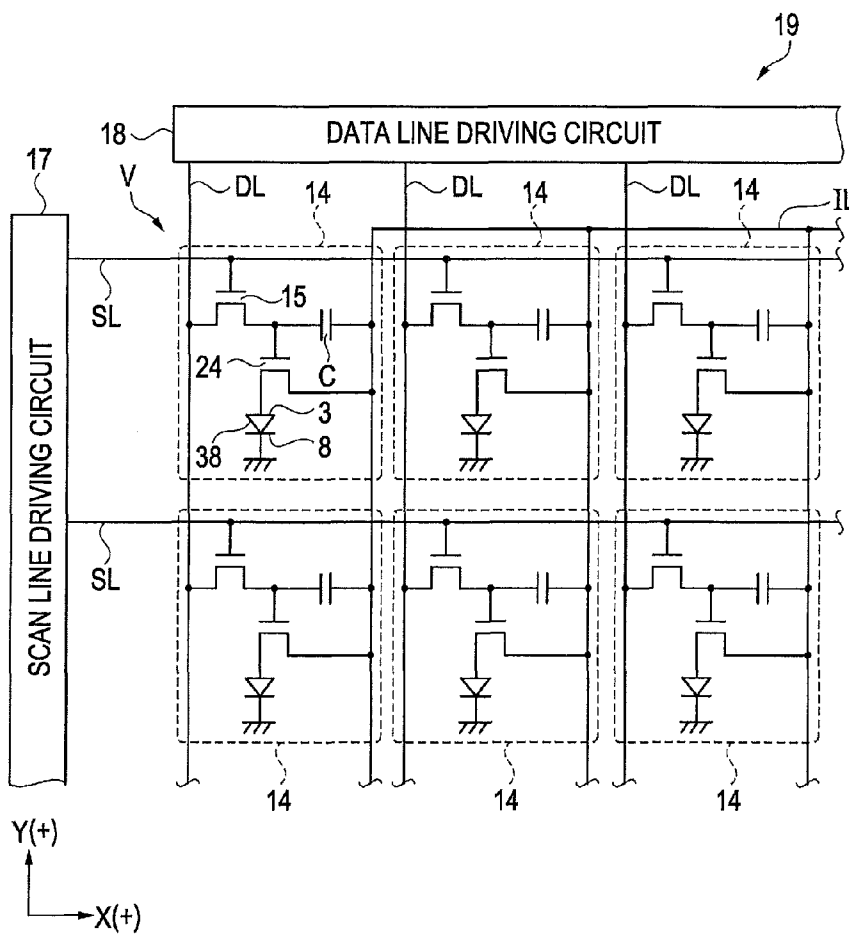 19
18
DATA LINE DRIVING CIRCUIT
17
V
DL
DL
DL
14
14
14
IL
SL
15
24
C
3
38
8
SCAN LINE DRIVING CIRCUIT
SL
14
14
14
Y(+)
X(+)